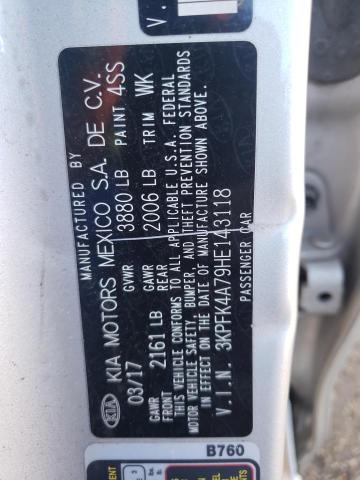 MANUFACTURED BY
KIA KIA MOTORS MEXICO S.A. DE C.V.
03/17 GVWR 3880 LB PAINT 4SS
GAWR FRONT 2161 LB GAWR REAR 2006 LB TRIM WK
THIS VEHICLE CONFORMS TO ALL APPLICABLE U.S.A. FEDERAL
MOTOR VEHICLE SAFETY, BUMPER, AND THEFT PREVENTION STANDARDS
IN EFFECT ON THE DATE OF MANUFACTURE SHOWN ABOVE.
V.I.N. 3KPFK4A79HE143118
PASSENGER CAR
B760
V.